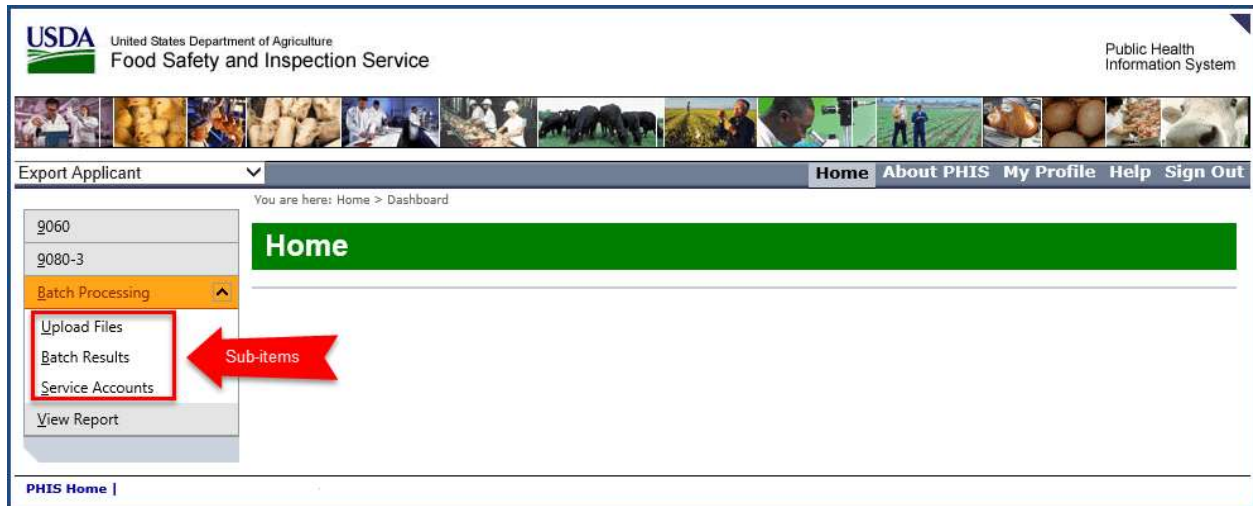 USDA
United States Department of Agriculture
Food Safety and Inspection Service
Public Health
Information System
Export Applicant
Home About PHIS My Profile Help Sign Out
You are here: Home > Dashboard
9060
9080-3
Home
Batch Processing
Upload Files
Batch Results
Sub-items
Service Accounts
View Report
PHIS Home |